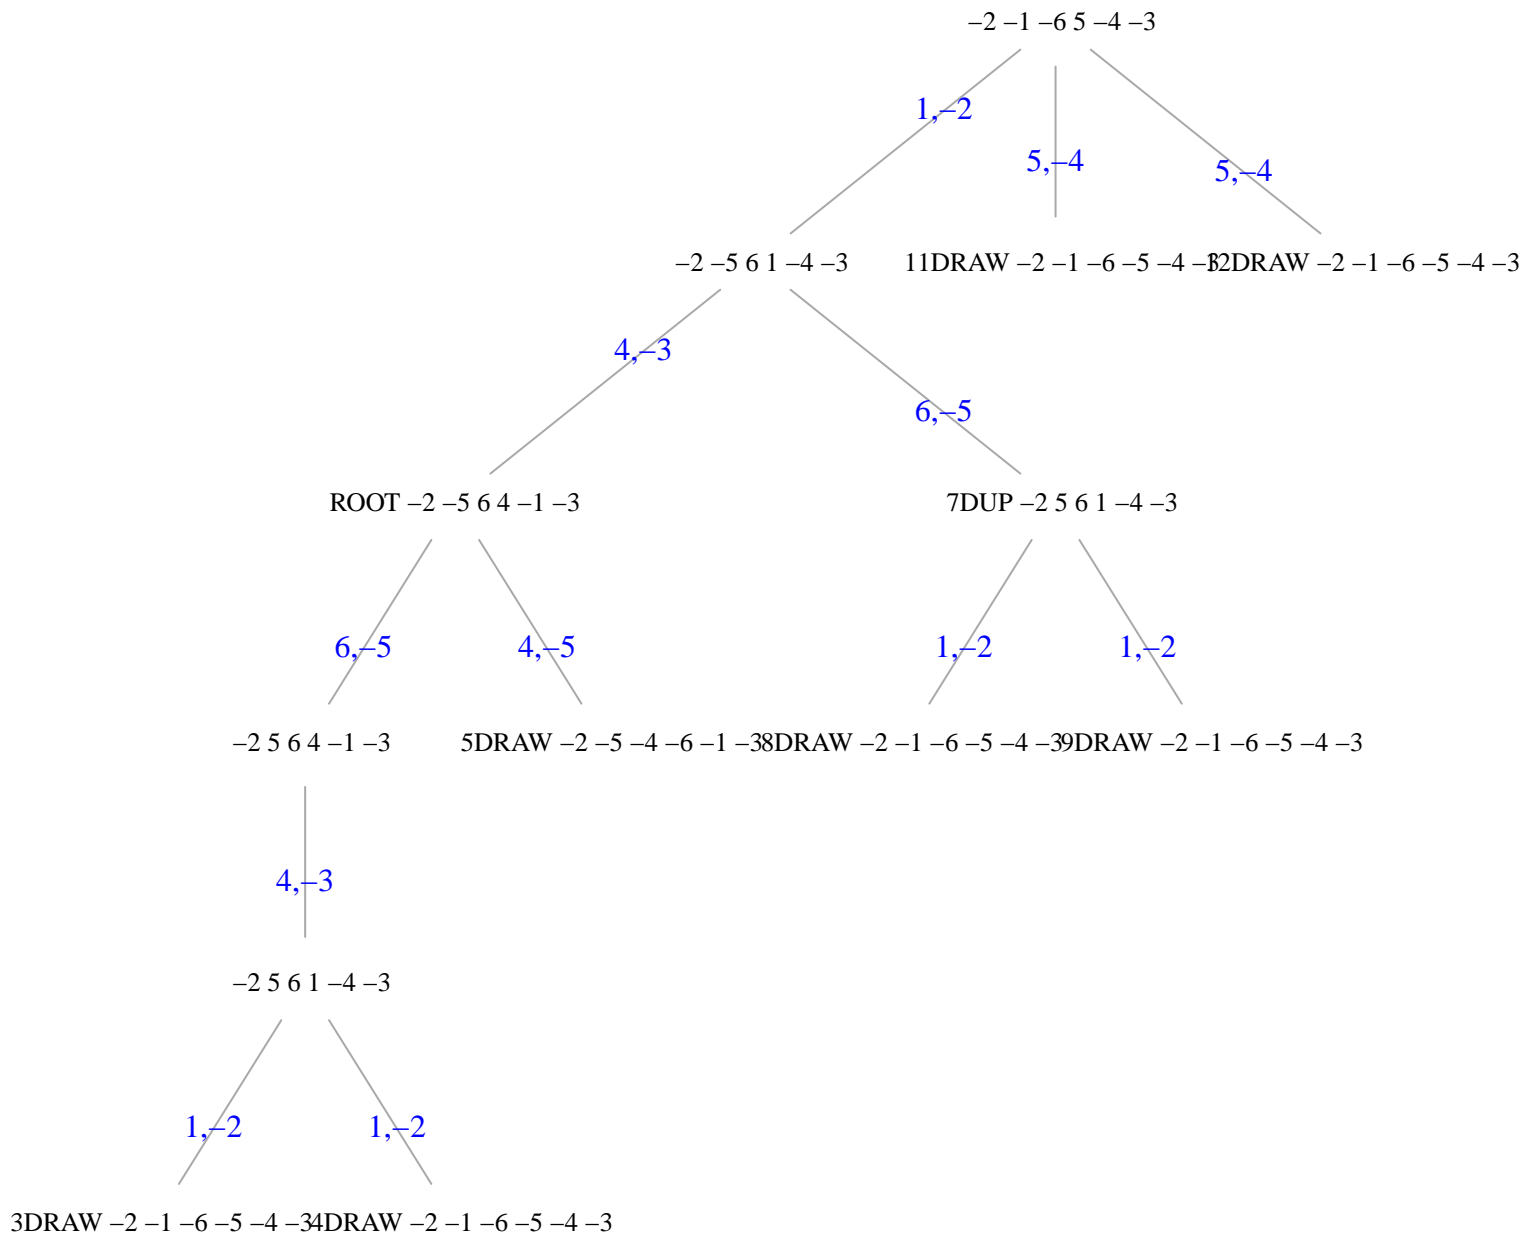 –2 –1 –6 5 –4 –3
1,–2
5,–4
5,–4
–2 –5 6 1 –4 –3
11DRAW –2 –1 –6 –5 –4 –3
12DRAW –2 –1 –6 –5 –4 –3
4,–3
6,–5
ROOT –2 –5 6 4 –1 –3
7DUP –2 5 6 1 –4 –3
6,–5
4,–5
1,–2
1,–2
–2 5 6 4 –1 –3
5DRAW –2 –5 –4 –6 –1 –3
8DRAW –2 –1 –6 –5 –4 –3
9DRAW –2 –1 –6 –5 –4 –3
4,–3
–2 5 6 1 –4 –3
1,–2
1,–2
3DRAW –2 –1 –6 –5 –4 –3
4DRAW –2 –1 –6 –5 –4 –3